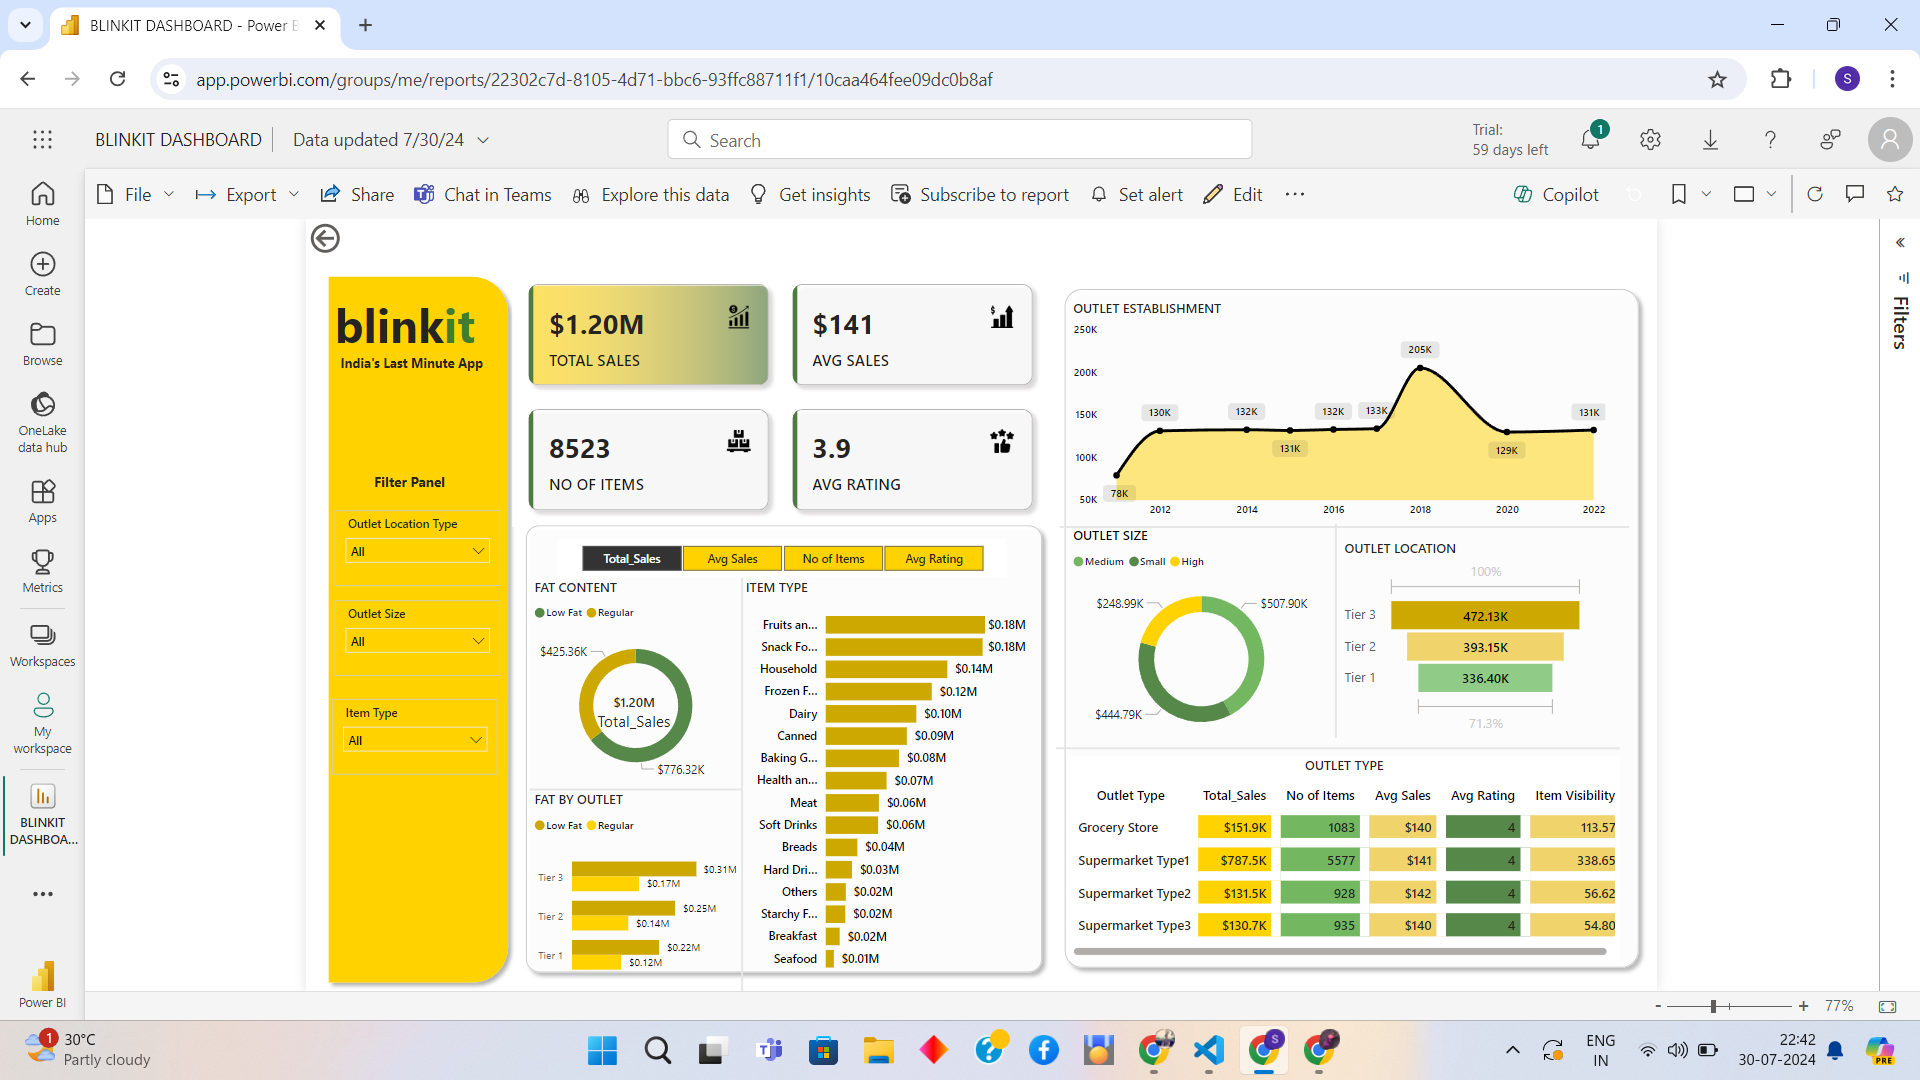 BLINKIT DASHBOARD - Power B
app.powerbi.com/groups/me/reports/22302c7d-8105-4d71-bbc6-93ffc88711f1/10caa464fee09dc0b8af
S
BLINKIT DASHBOARD
Data updated 7/30/24
Search
Trial:
59 days left
1
File
Export
Share
Chat in Teams
Explore this data
Get insights
Subscribe to report
Set alert
Edit
Copilot
Home
Create
Browse
OneLake
data hub
Apps
Metrics
Workspaces
My
workspace
BLINKIT
DASHBOA...
Power BI
blinkit
India's Last Minute App
Filter Panel
Outlet Location Type
All
Outlet Size
All
Item Type
All
$1.20M
TOTAL SALES
$141
AVG SALES
8523
NO OF ITEMS
3.9
AVG RATING
Total_Sales
Avg Sales
No of Items
Avg Rating
FAT CONTENT
Low Fat
Regular
$425.36K
$1.20M
Total_Sales
$776.32K
FAT BY OUTLET
Low Fat
Regular
Tier 3
$0.31M
$0.17M
Tier 2
$0.25M
$0.14M
Tier 1
$0.22M
$0.12M
ITEM TYPE
Fruits an... $0.18M
Snack Fo... $0.18M
Household $0.14M
Frozen F... $0.12M
Dairy $0.10M
Canned $0.09M
Baking G... $0.08M
Health an... $0.07M
Meat $0.06M
Soft Drinks $0.06M
Breads $0.04M
Hard Dri... $0.03M
Others $0.02M
Starchy F... $0.02M
Breakfast $0.02M
Seafood $0.01M
OUTLET ESTABLISHMENT
250K
200K
150K
100K
50K
78K
130K
132K
131K
132K
133K
205K
129K
131K
2012
2014
2016
2018
2020
2022
OUTLET SIZE
Medium
Small
High
$248.99K
$507.90K
$444.79K
OUTLET LOCATION
100%
Tier 3 472.13K
Tier 2 393.15K
Tier 1 336.40K
71.3%
OUTLET TYPE
Outlet Type Total_Sales No of Items Avg Sales Avg Rating Item Visibility
Grocery Store $151.9K 1083 $140 4 113.57
Supermarket Type1 $787.5K 5577 $141 4 338.65
Supermarket Type2 $131.5K 928 $142 4 56.62
Supermarket Type3 $130.7K 935 $140 4 54.80
Filters
- + 77%
1
30°C
Partly cloudy
S
ENG
IN
22:42
30-07-2024
PRE